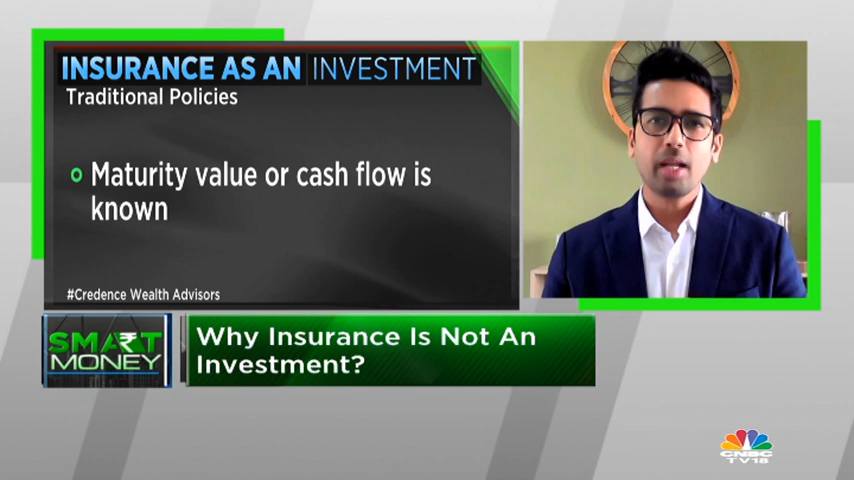 INSURANCE AS AN INVESTMENT
Traditional Policies
Maturity value or cash flow is
known
#Credence Wealth Advisors
SMART
MONEY
Why Insurance Is Not An
Investment?
CNBC
TV18